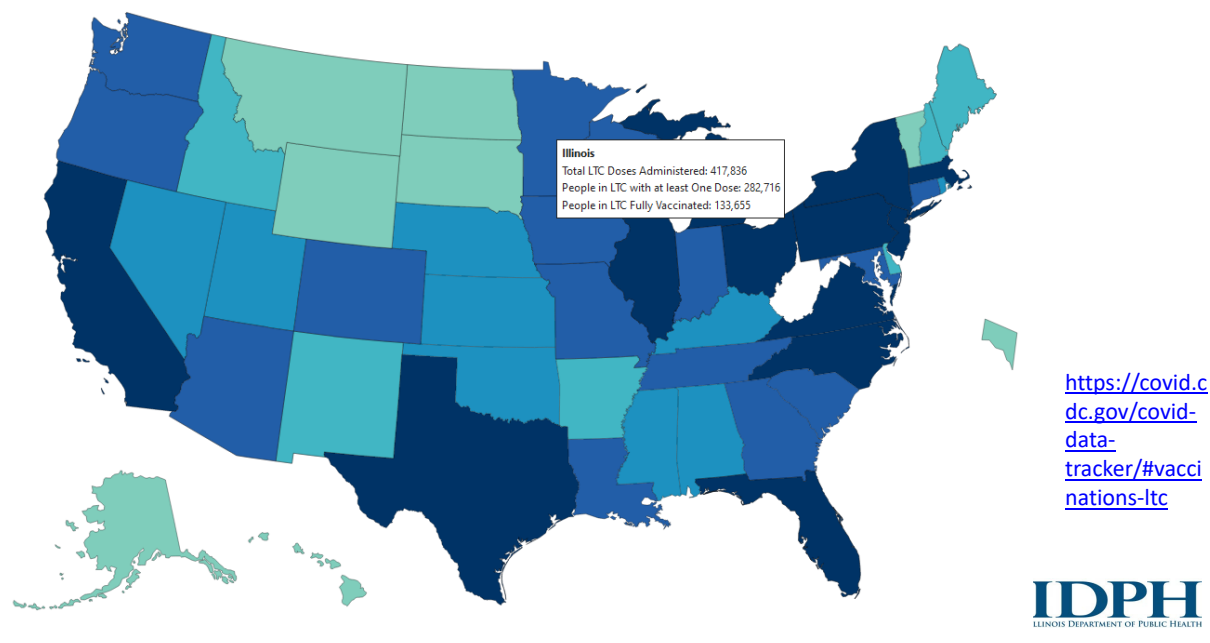 Illinois
Total LTC Doses Administered: 417,836
People in LTC with at least One Dose: 282,716
People in LTC Fully Vaccinated: 133,655
https://covid.c
dc.gov/covid-
data-
tracker/#vacci
nations-ltc
IDPH
ILLINOIS DEPARTMENT OF PUBLIC HEALTH